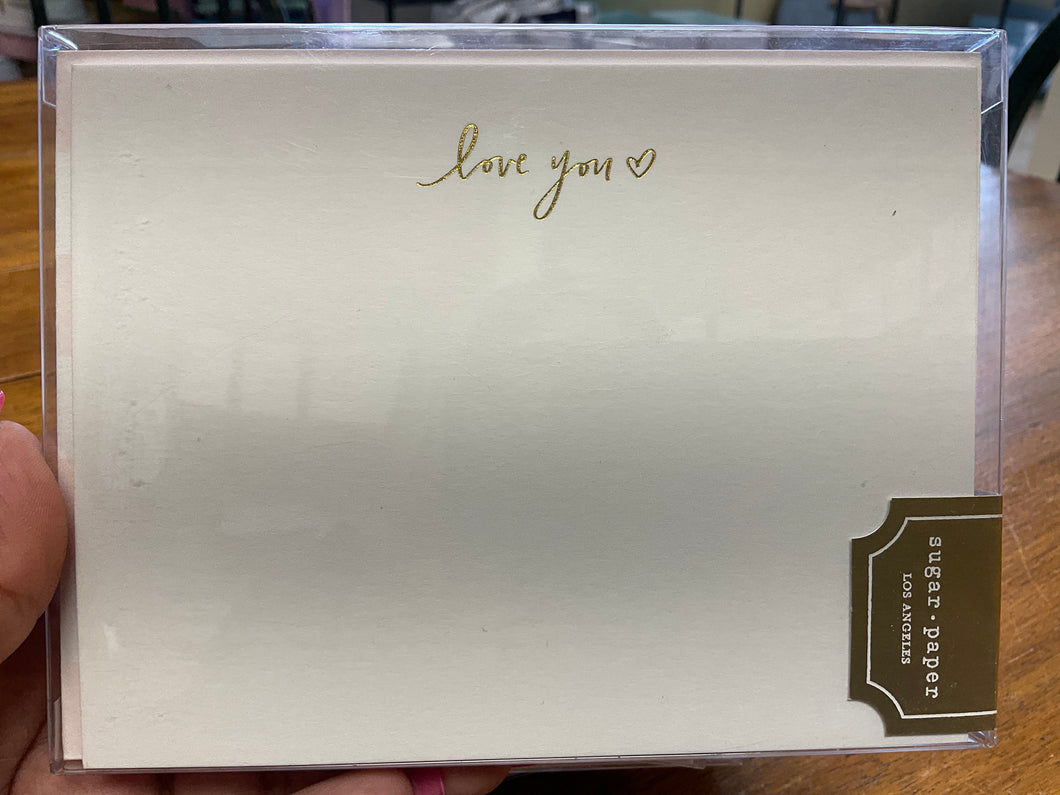 love you ♡
sugar · paper
LOS ANGELES